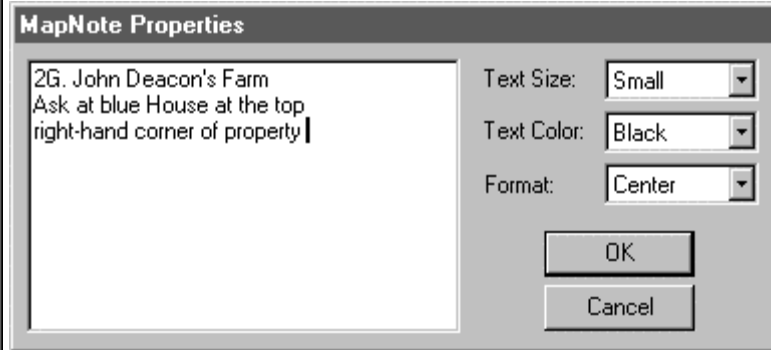 MapNote Properties
2G. John Deacon's Farm
Ask at blue House at the top
right-hand corner of property
Text Size: Small
Text Color: Black
Format: Center
OK
Cancel